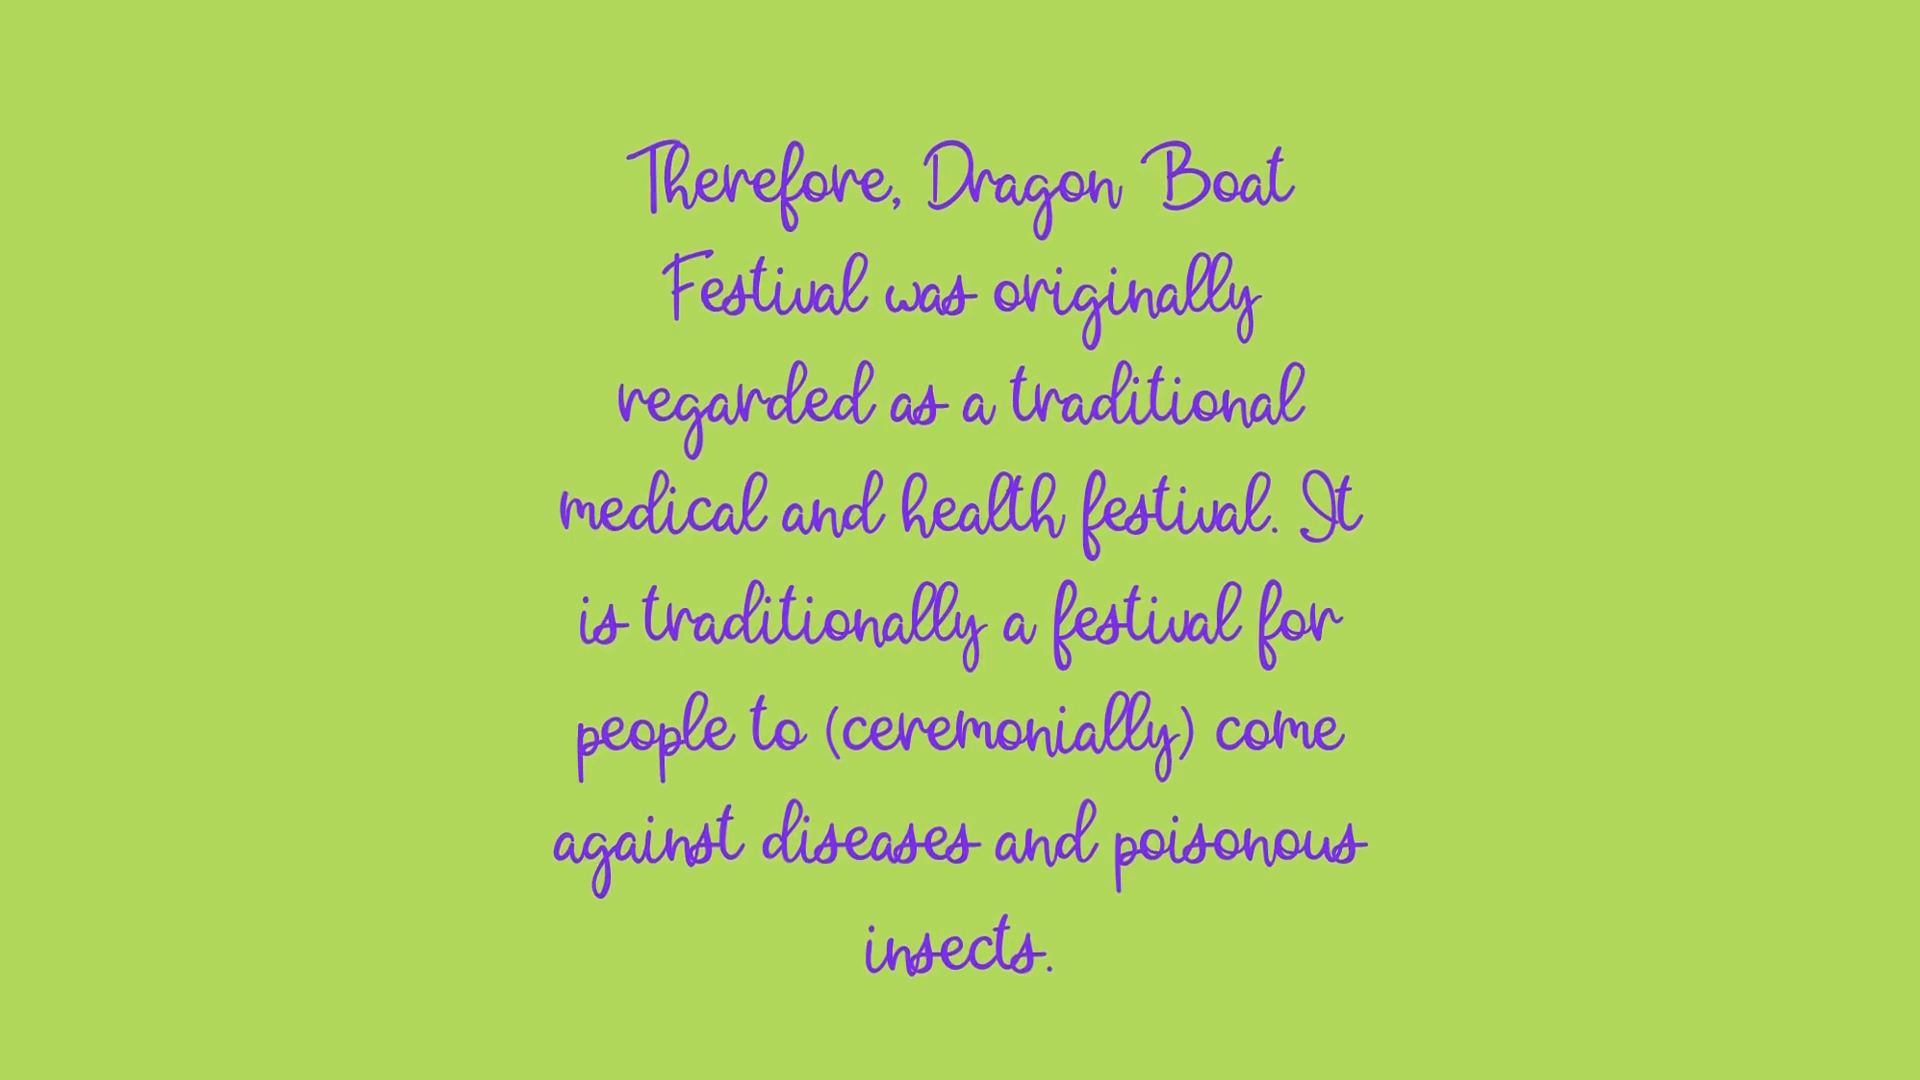 Therefore, Dragon Boat
Festival was originally
regarded as a traditional
medical and health festival. It
is traditionally a festival for
people to (ceremonially) come
against diseases and poisonous
insects.